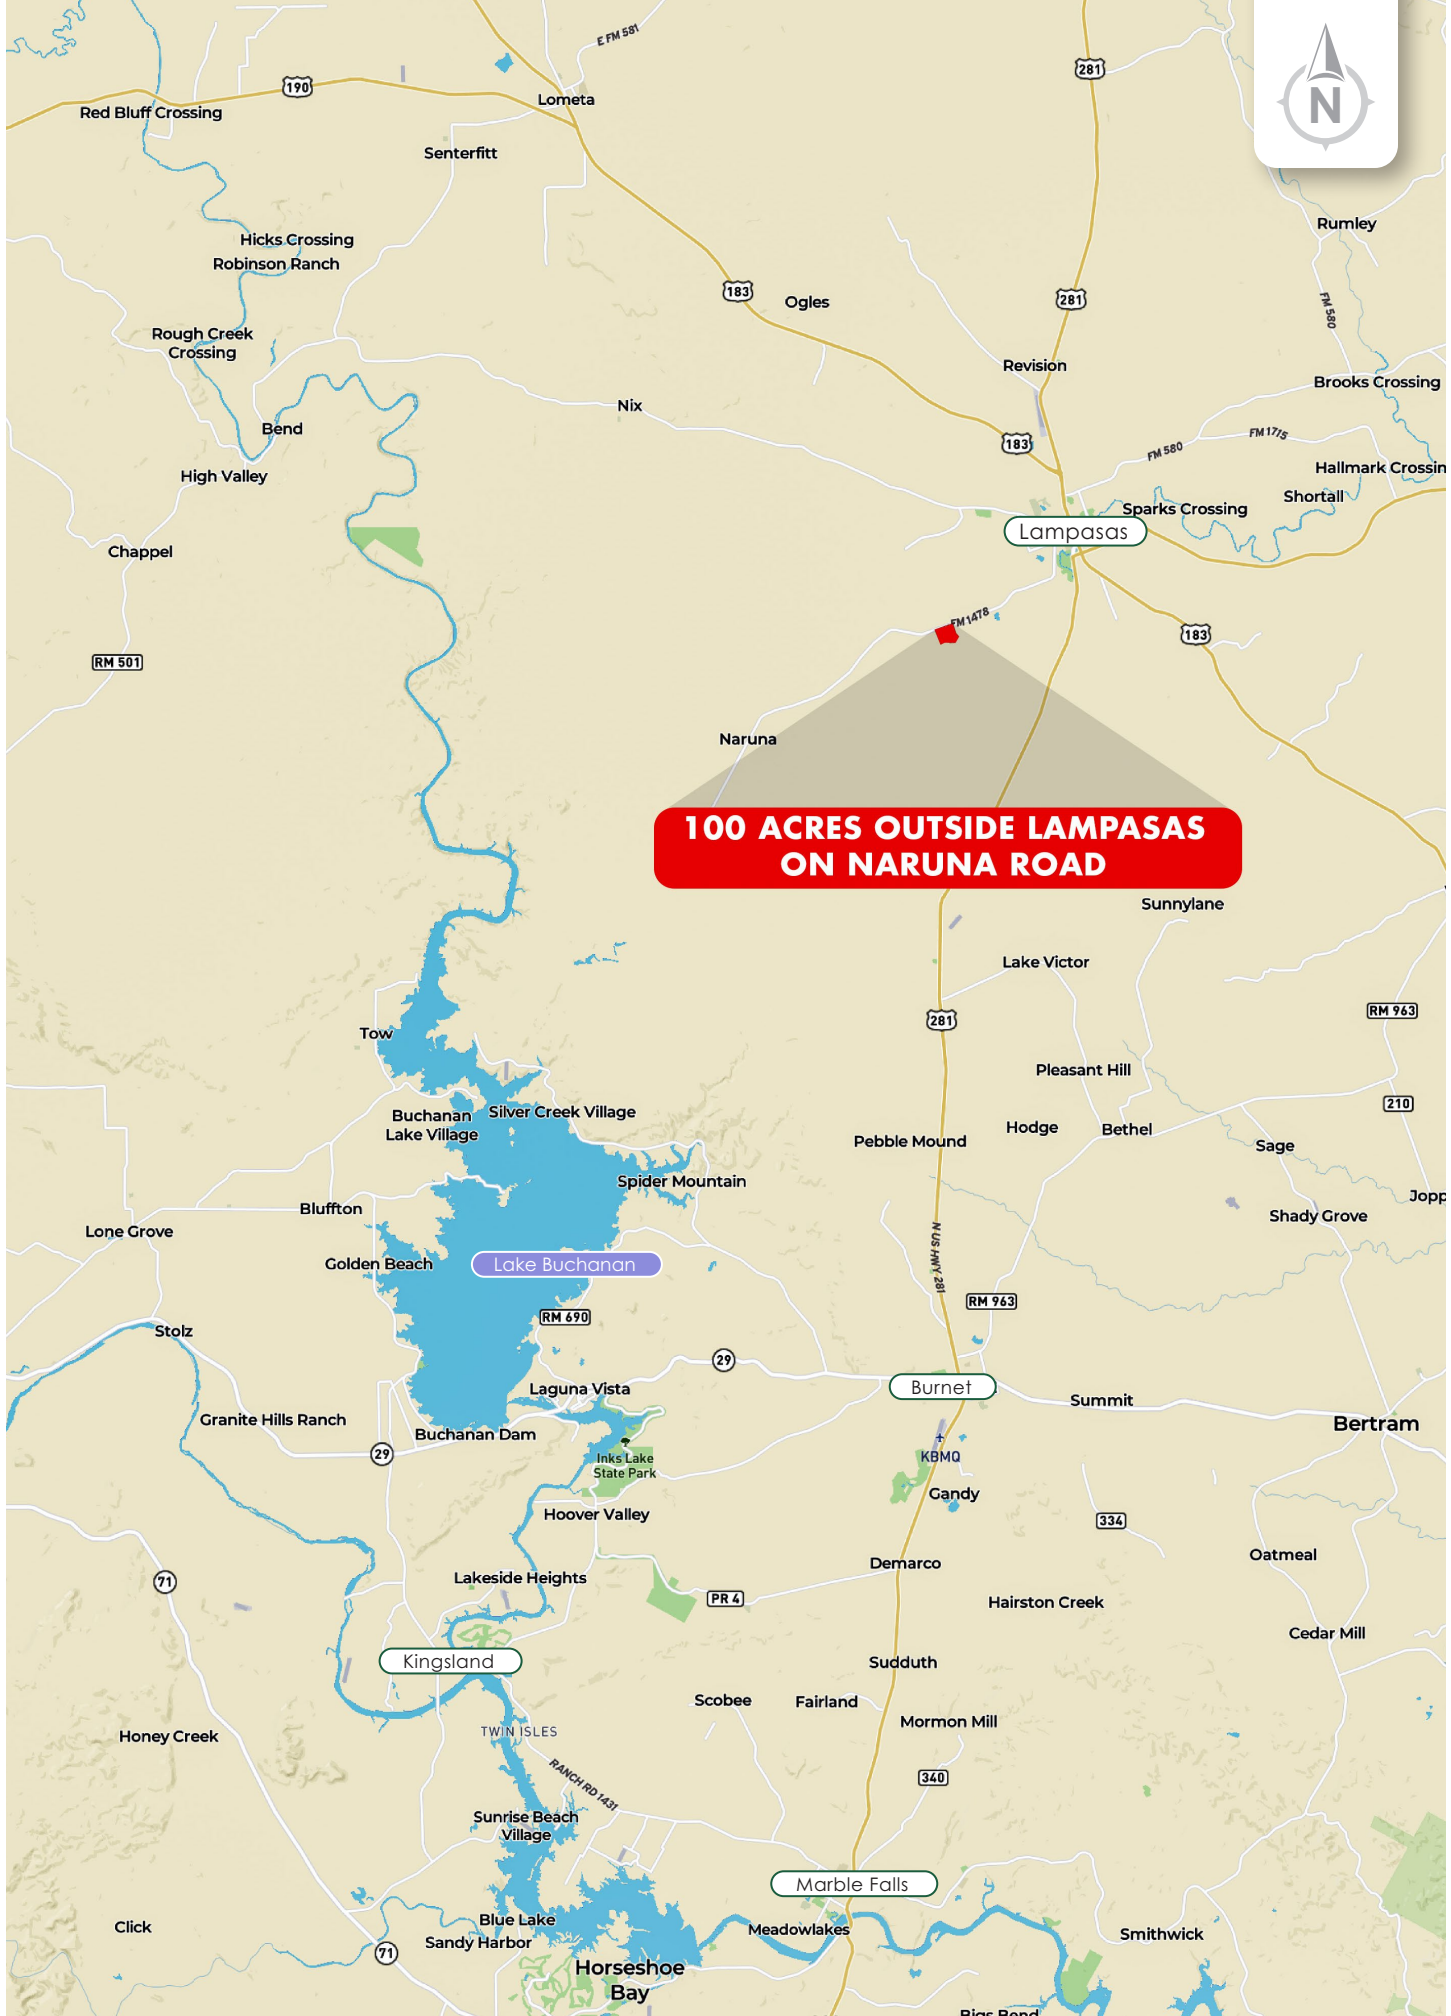 E FM 581
281
190
Lometa
Red Bluff Crossing
N
Senterfitt
Rumley
Hicks Crossing
Robinson Ranch
183
Ogles
281
FM 580
Rough Creek
Crossing
Revision
Brooks Crossing
Nix
Bend
183
FM 580
FM 1775
High Valley
Hallmark Crossin
Shortall
Sparks Crossing
Lampasas
Chappel
FM 1478
183
RM 501
Naruna
100 ACRES OUTSIDE LAMPASAS
ON NARUNA ROAD
Sunnylane
Lake Victor
RM 963
281
Tow
Pleasant Hill
210
Buchanan
Lake Village
Silver Creek Village
Hodge
Bethel
Pebble Mound
Sage
Spider Mountain
Jopp
Bluffton
Shady Grove
Lone Grove
N US HWY 281
Golden Beach
Lake Buchanan
RM 963
RM 690
Stolz
29
Laguna Vista
Burnet
Summit
Granite Hills Ranch
Bertram
Buchanan Dam
29
Inks Lake
State Park
KBMQ
Gandy
Hoover Valley
334
Oatmeal
Demarco
71
Lakeside Heights
PR 4
Hairston Creek
Cedar Mill
Kingsland
Sudduth
Scobee
Fairland
Mormon Mill
TWIN ISLES
Honey Creek
RANCH RD 1431
340
Sunrise Beach
Village
Marble Falls
Click
Blue Lake
Meadowlakes
Smithwick
Sandy Harbor
71
Horseshoe
Bay
Bigs Bend